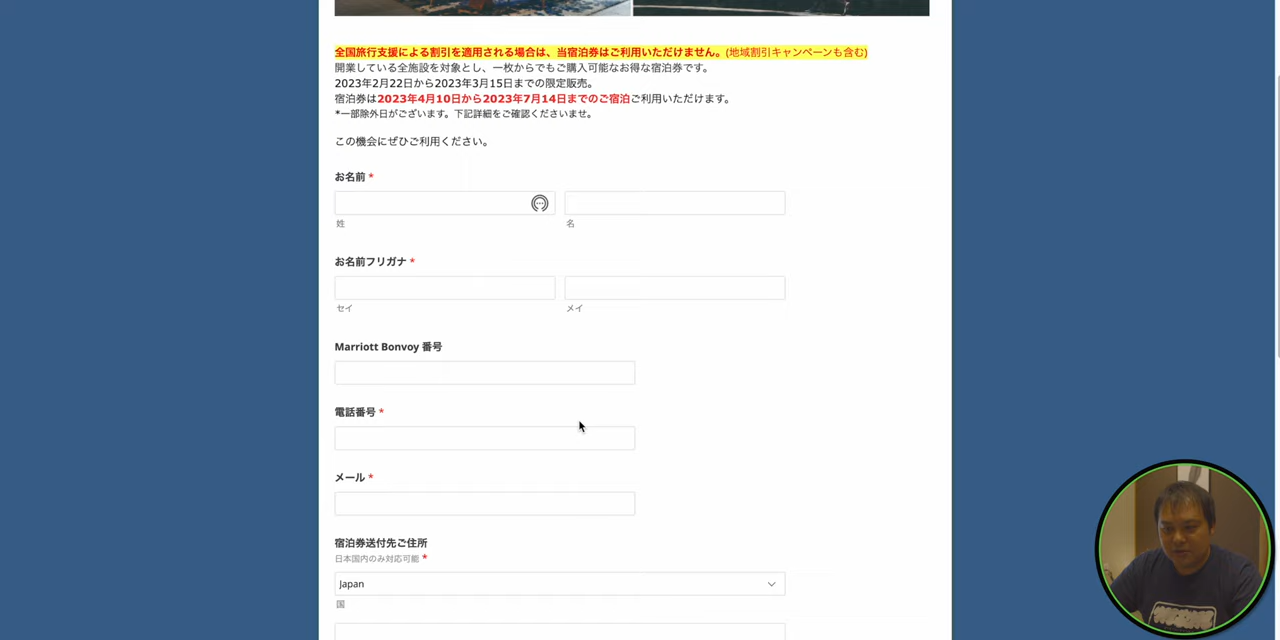 全国旅行支援による割引を適用される場合は、当宿泊券はご利用いただけません。(地域割引キャンペーンも含む)
開業している全施設を対象とし、一枚からでもご購入可能なお得な宿泊券です。
2023年2月22日から2023年3月15日までの限定販売。
宿泊券は2023年4月10日から2023年7月14日までのご宿泊ご利用いただけます。
*一部除外日がございます。下記詳細をご確認くださいませ。
この機会にぜひご利用ください。
お名前 *
姓
名
お名前フリガナ *
セイ
メイ
Marriott Bonvoy 番号
電話番号 *
メール *
宿泊券送付先ご住所
日本国内のみ対応可能 *
Japan
国